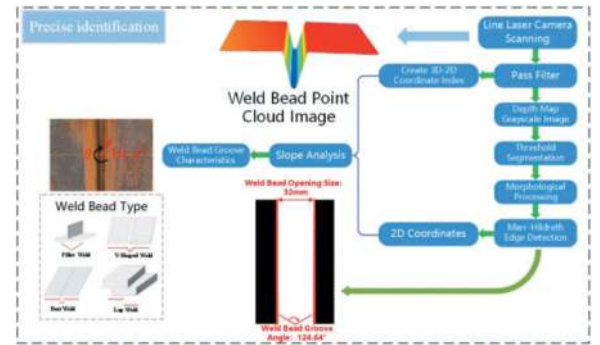 Precise identification
Line Laser Camera
Scanning
Create 3D-2D
Coordinate Index
Pass Filter
Weld Bead Point
Cloud Image
Depth Map
Grayscale Image
Weld Bead Groove
Characteristics
Slope Analysis
Threshold
Segmentation
Weld Bead Opening Size:
32mm
Morphological
Processing
Weld Bead Type
Fillet Weld
V-Shaped Weld
2D Coordinates
Marr-Hildreth
Edge Detection
Butt Weld
Lap Weld
Weld Bead Groove
Angle: 124.64°